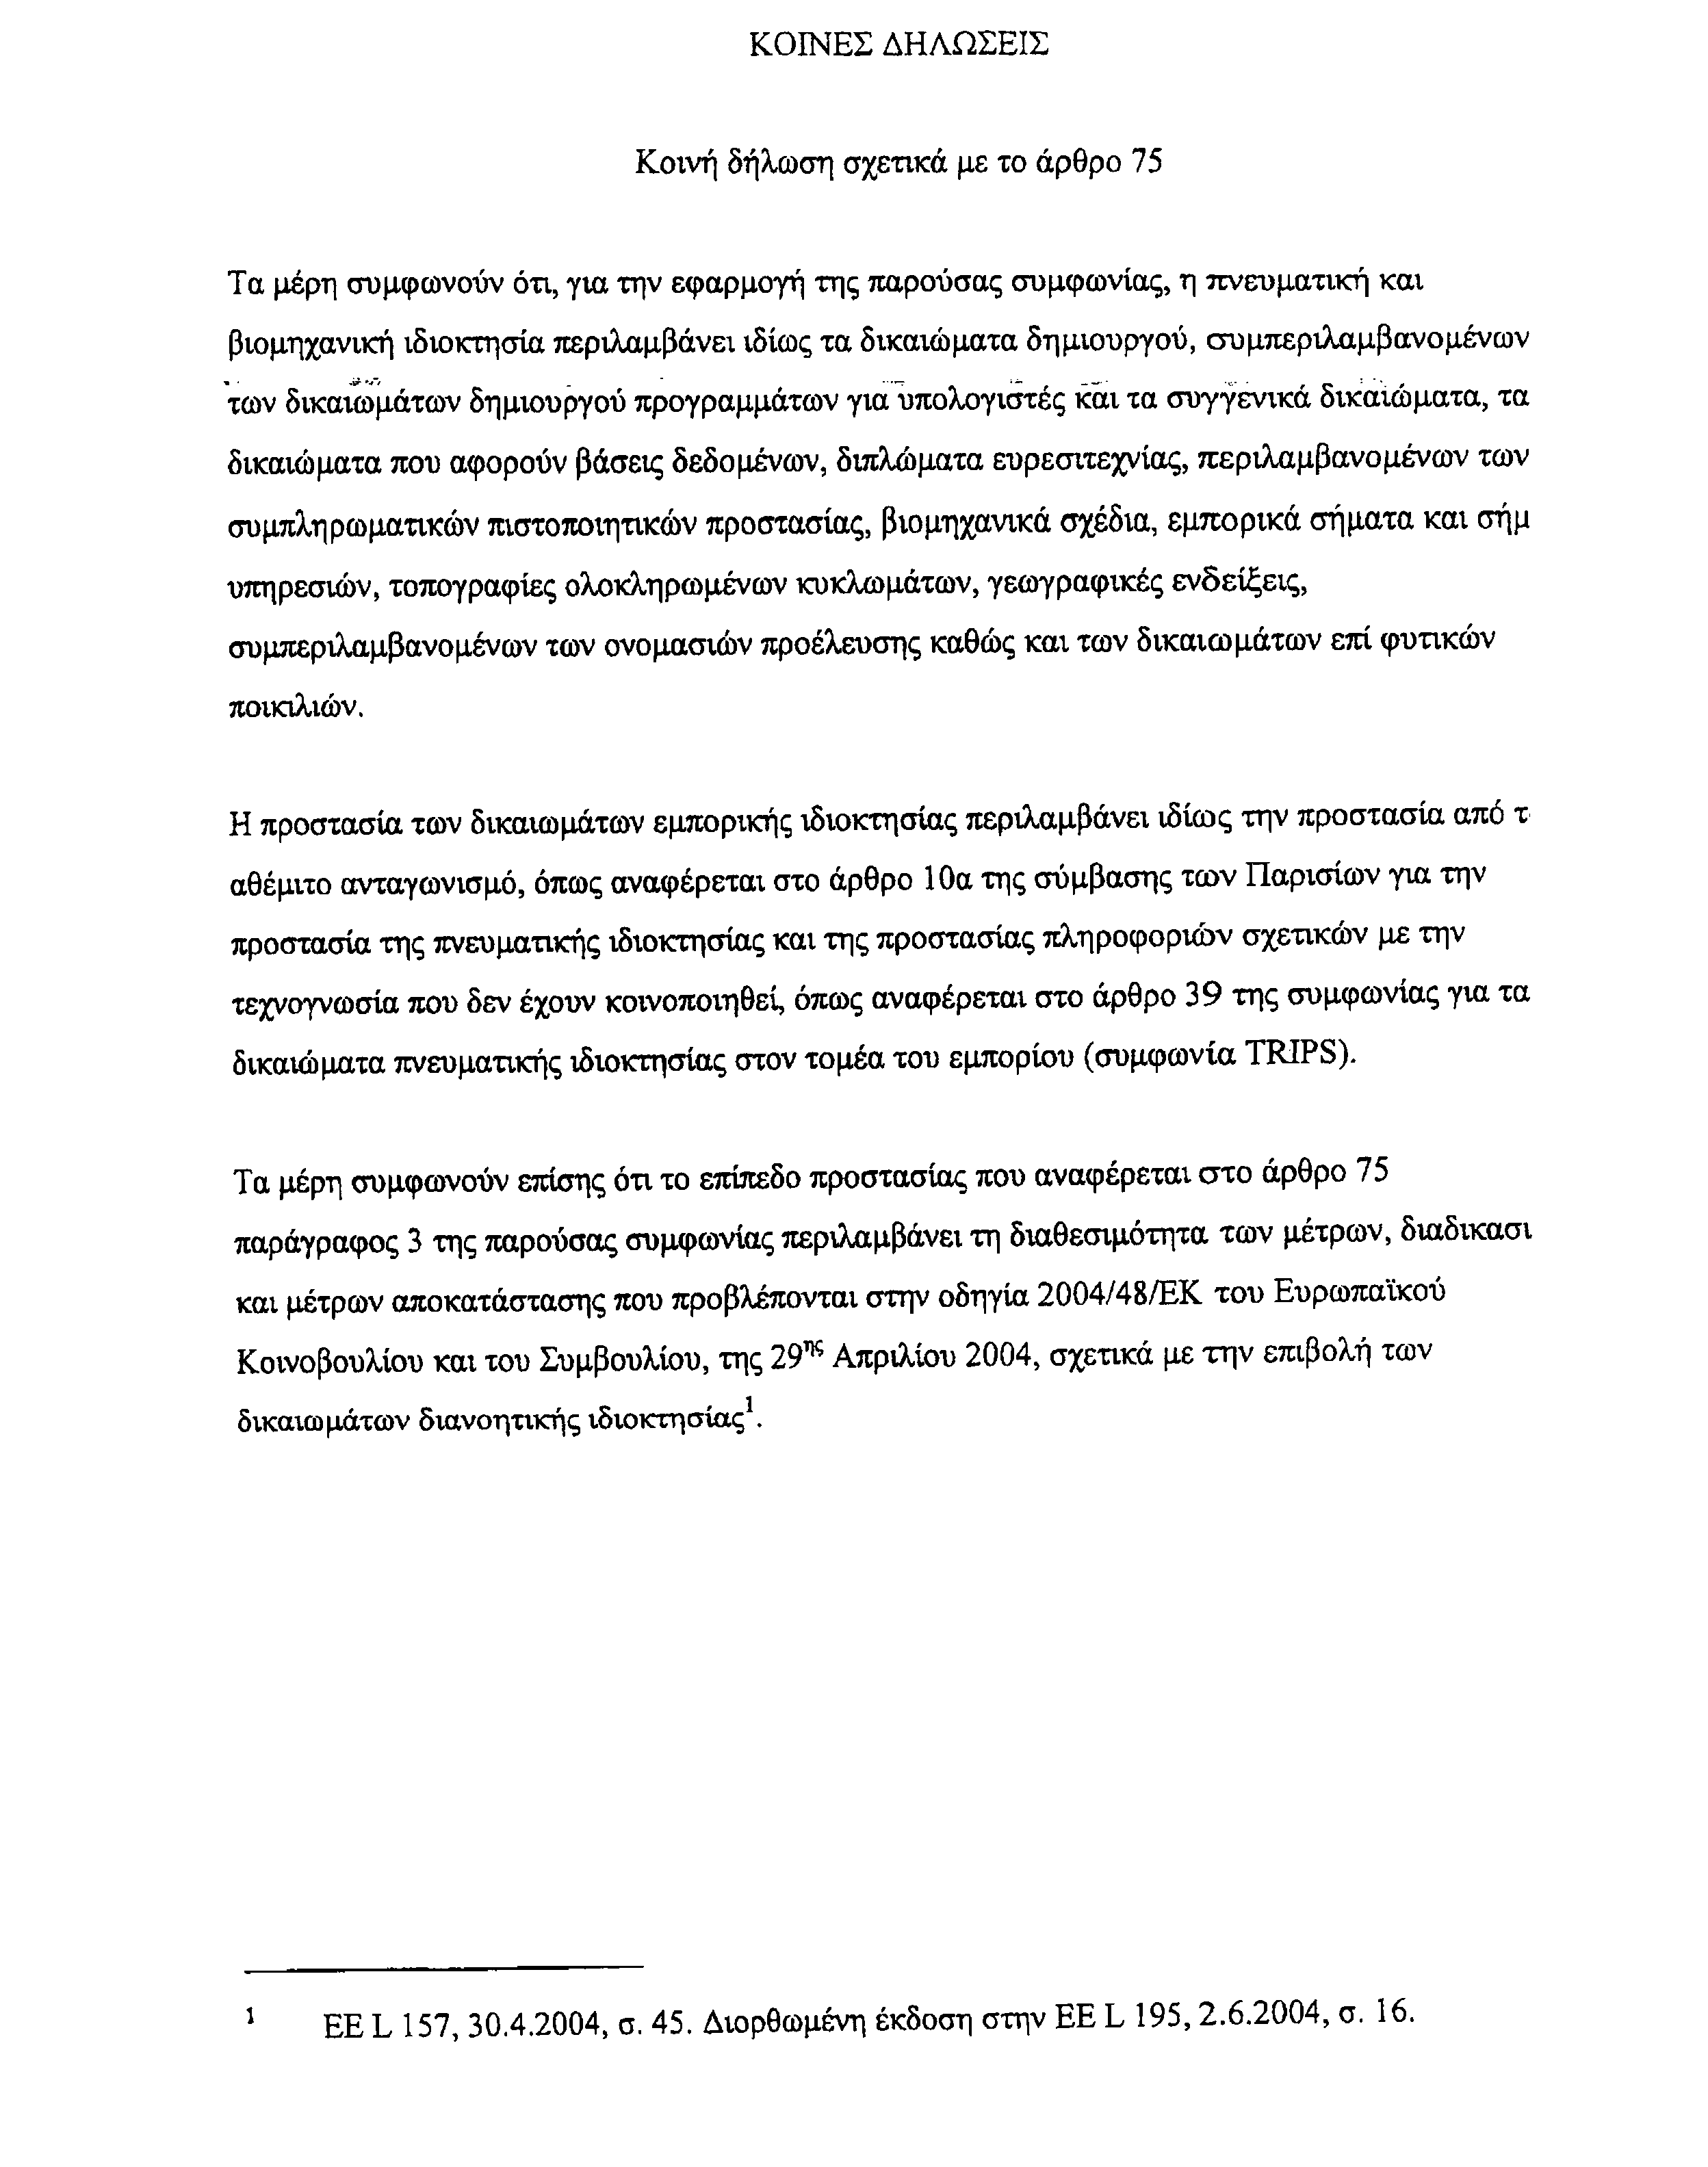 ΚΟΙΝΕΣ ΔΗΛΩΣΕΙΣ
Κοινή δήλωση σχετικά με το άρθρο 75
Τα μέρη συμφωνούν ότι, για την εφαρμογή της παρούσας συμφωνίας, η πνευματική και
βιομηχανική ιδιοκτησία περιλαμβάνει ιδίως τα δικαιώματα δημιουργού, συμπεριλαμβανομένων
των δικαιωμάτων δημιουργού προγραμμάτων για υπολογιστές και τα συγγενικά δικαιώματα, τα
δικαιώματα που αφορούν βάσεις δεδομένων, διπλώματα ευρεσιτεχνίας, περιλαμβανομένων των
συμπληρωματικών πιστοποιητικών προστασίας, βιομηχανικά σχέδια, εμπορικά σήματα και σήμ
υπηρεσιών, τοπογραφίες ολοκληρωμένων κυκλωμάτων, γεωγραφικές ενδείξεις,
συμπεριλαμβανομένων των ονομασιών προέλευσης καθώς και των δικαιωμάτων επί φυτικών
ποικιλιών.
Η προστασία των δικαιωμάτων εμπορικής ιδιοκτησίας περιλαμβάνει ιδίως την προστασία από τ
αθέμιτο ανταγωνισμό, όπως αναφέρεται στο άρθρο 10α της σύμβασης των Παρισίων για την
προστασία της πνευματικής ιδιοκτησίας και της προστασίας πληροφοριών σχετικών με την
τεχνογνωσία που δεν έχουν κοινοποιηθεί, όπως αναφέρεται στο άρθρο 39 της συμφωνίας για τα
δικαιώματα πνευματικής ιδιοκτησίας στον τομέα του εμπορίου (συμφωνία TRIPS).
Τα μέρη συμφωνούν επίσης ότι το επίπεδο προστασίας που αναφέρεται στο άρθρο 75
παράγραφος 3 της παρούσας συμφωνίας περιλαμβάνει τη διαθεσιμότητα των μέτρων, διαδικασι
και μέτρων αποκατάστασης που προβλέπονται στην οδηγία 2004/48/ΕΚ του Ευρωπαϊκού
Κοινοβουλίου και του Συμβουλίου, της 29ης Απριλίου 2004, σχετικά με την επιβολή των
δικαιωμάτων διανοητικής ιδιοκτησίας1.
1 ΕΕ L 157, 30.4.2004, σ. 45. Διορθωμένη έκδοση στην ΕΕ L 195, 2.6.2004, σ. 16.